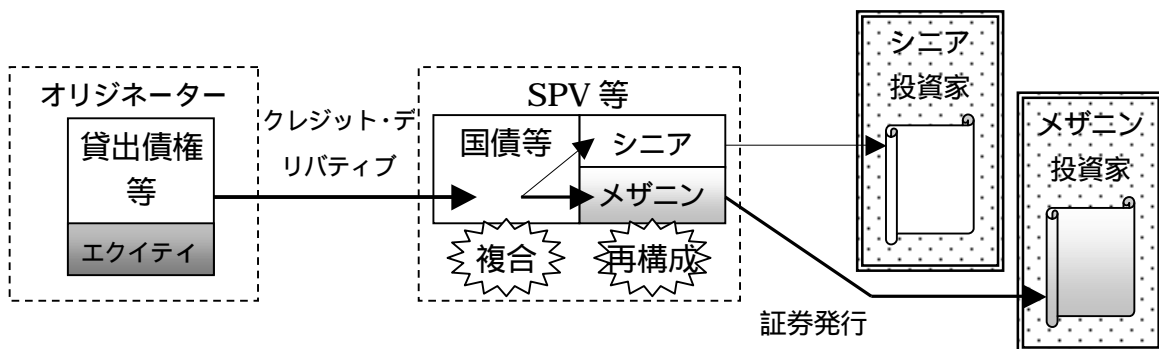 オリジネーター
貸出債権
等
エクイティ
クレジット・デ
リバティブ
SPV 等
国債等
シニア
メザニン
複合
再構成
シニア
投資家
メザニン
投資家
証券発行